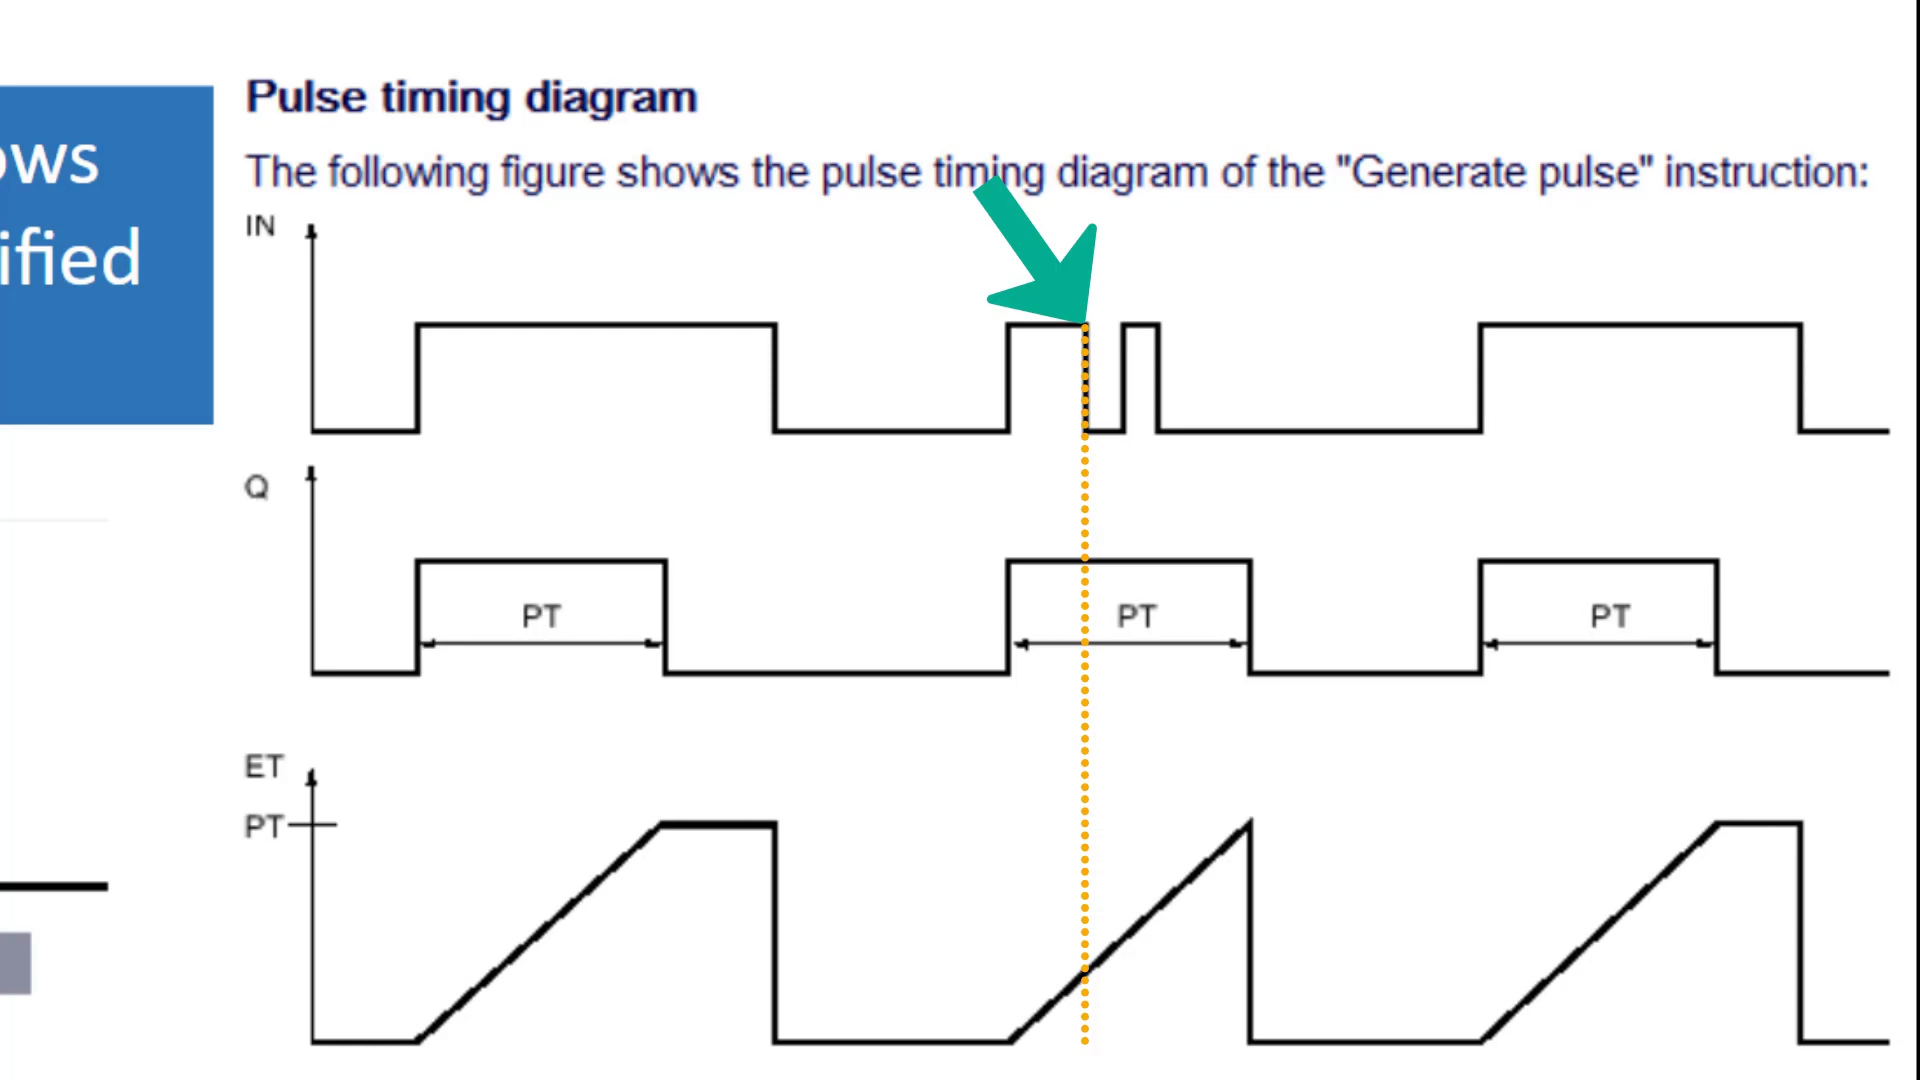 Pulse timing diagram
ows
ified
The following figure shows the pulse timing diagram of the "Generate pulse" instruction:
IN
Q
PT
PT
PT
ET
PT